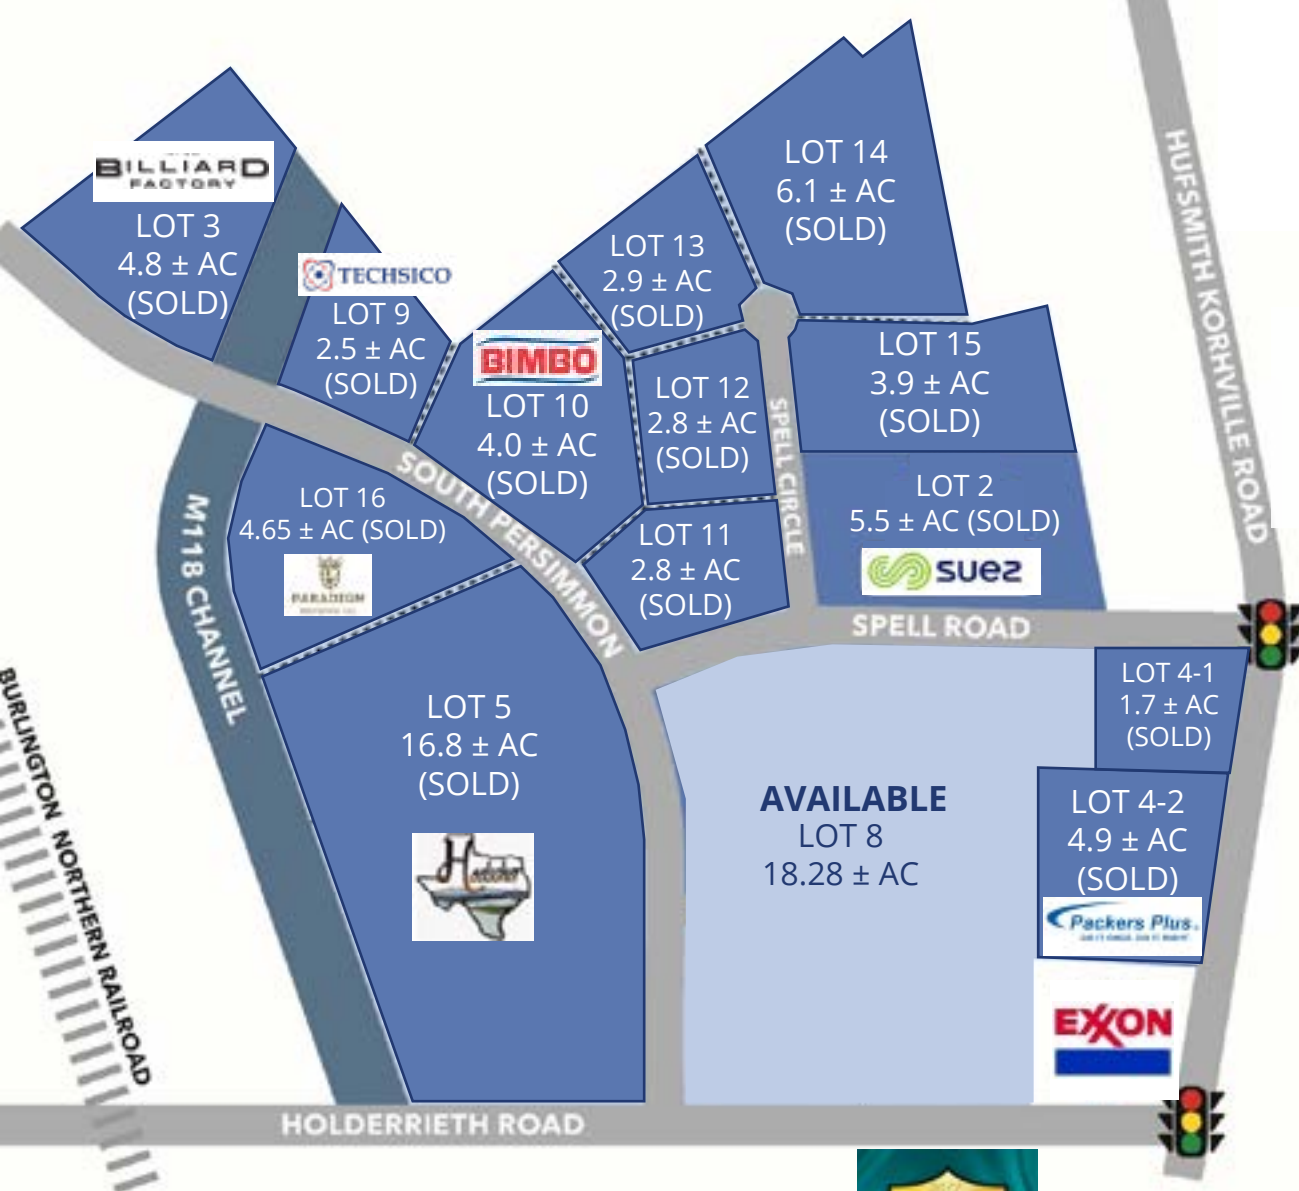 BILLIARD
FACTORY
LOT 3
4.8 ± AC
(SOLD)
TECHSICO
LOT 9
2.5 ± AC
(SOLD)
BIMBO
LOT 10
4.0 ± AC
(SOLD)
LOT 13
2.9 ± AC
(SOLD)
LOT 14
6.1 ± AC
(SOLD)
LOT 12
2.8 ± AC
(SOLD)
LOT 15
3.9 ± AC
(SOLD)
LOT 11
2.8 ± AC
(SOLD)
LOT 2
5.5 ± AC (SOLD)
suez
LOT 16
4.65 ± AC (SOLD)
PARADIGM
SOUTH PERSIMMON
SPELL CIRCLE
SPELL ROAD
HUFSMITH KORHVILLE ROAD
M118 CHANNEL
BURLINGTON NORTHERN RAILROAD
LOT 5
16.8 ± AC
(SOLD)
AVAILABLE
LOT 8
18.28 ± AC
LOT 4-1
1.7 ± AC
(SOLD)
LOT 4-2
4.9 ± AC
(SOLD)
Packers Plus.
EXXON
HOLDERRIETH ROAD